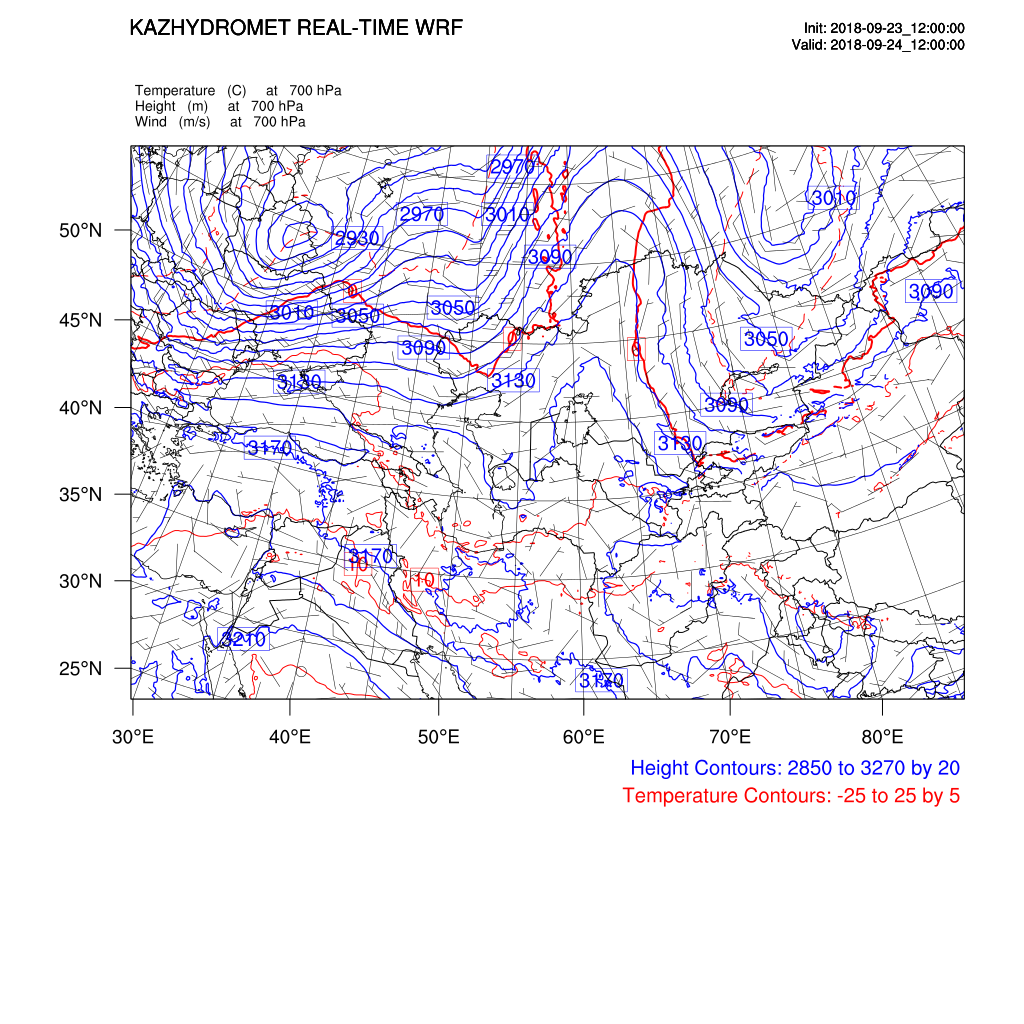 KAZHYDROMET REAL-TIME WRF
Init: 2018-09-23_12:00:00
Valid: 2018-09-24_12:00:00
Temperature (C) at 700 hPa
Height (m) at 700 hPa
Wind (m/s) at 700 hPa
2970
3010
2970
3010
50°N
2930
3090
3090
3010
3050
3050
45°N
3050
3090
0
0
0
3130
3130
3090
40°N
3170
3130
35°N
3170
10
10
30°N
3210
25°N
3170
30°E
40°E
50°E
60°E
70°E
80°E
Height Contours: 2850 to 3270 by 20
Temperature Contours: -25 to 25 by 5